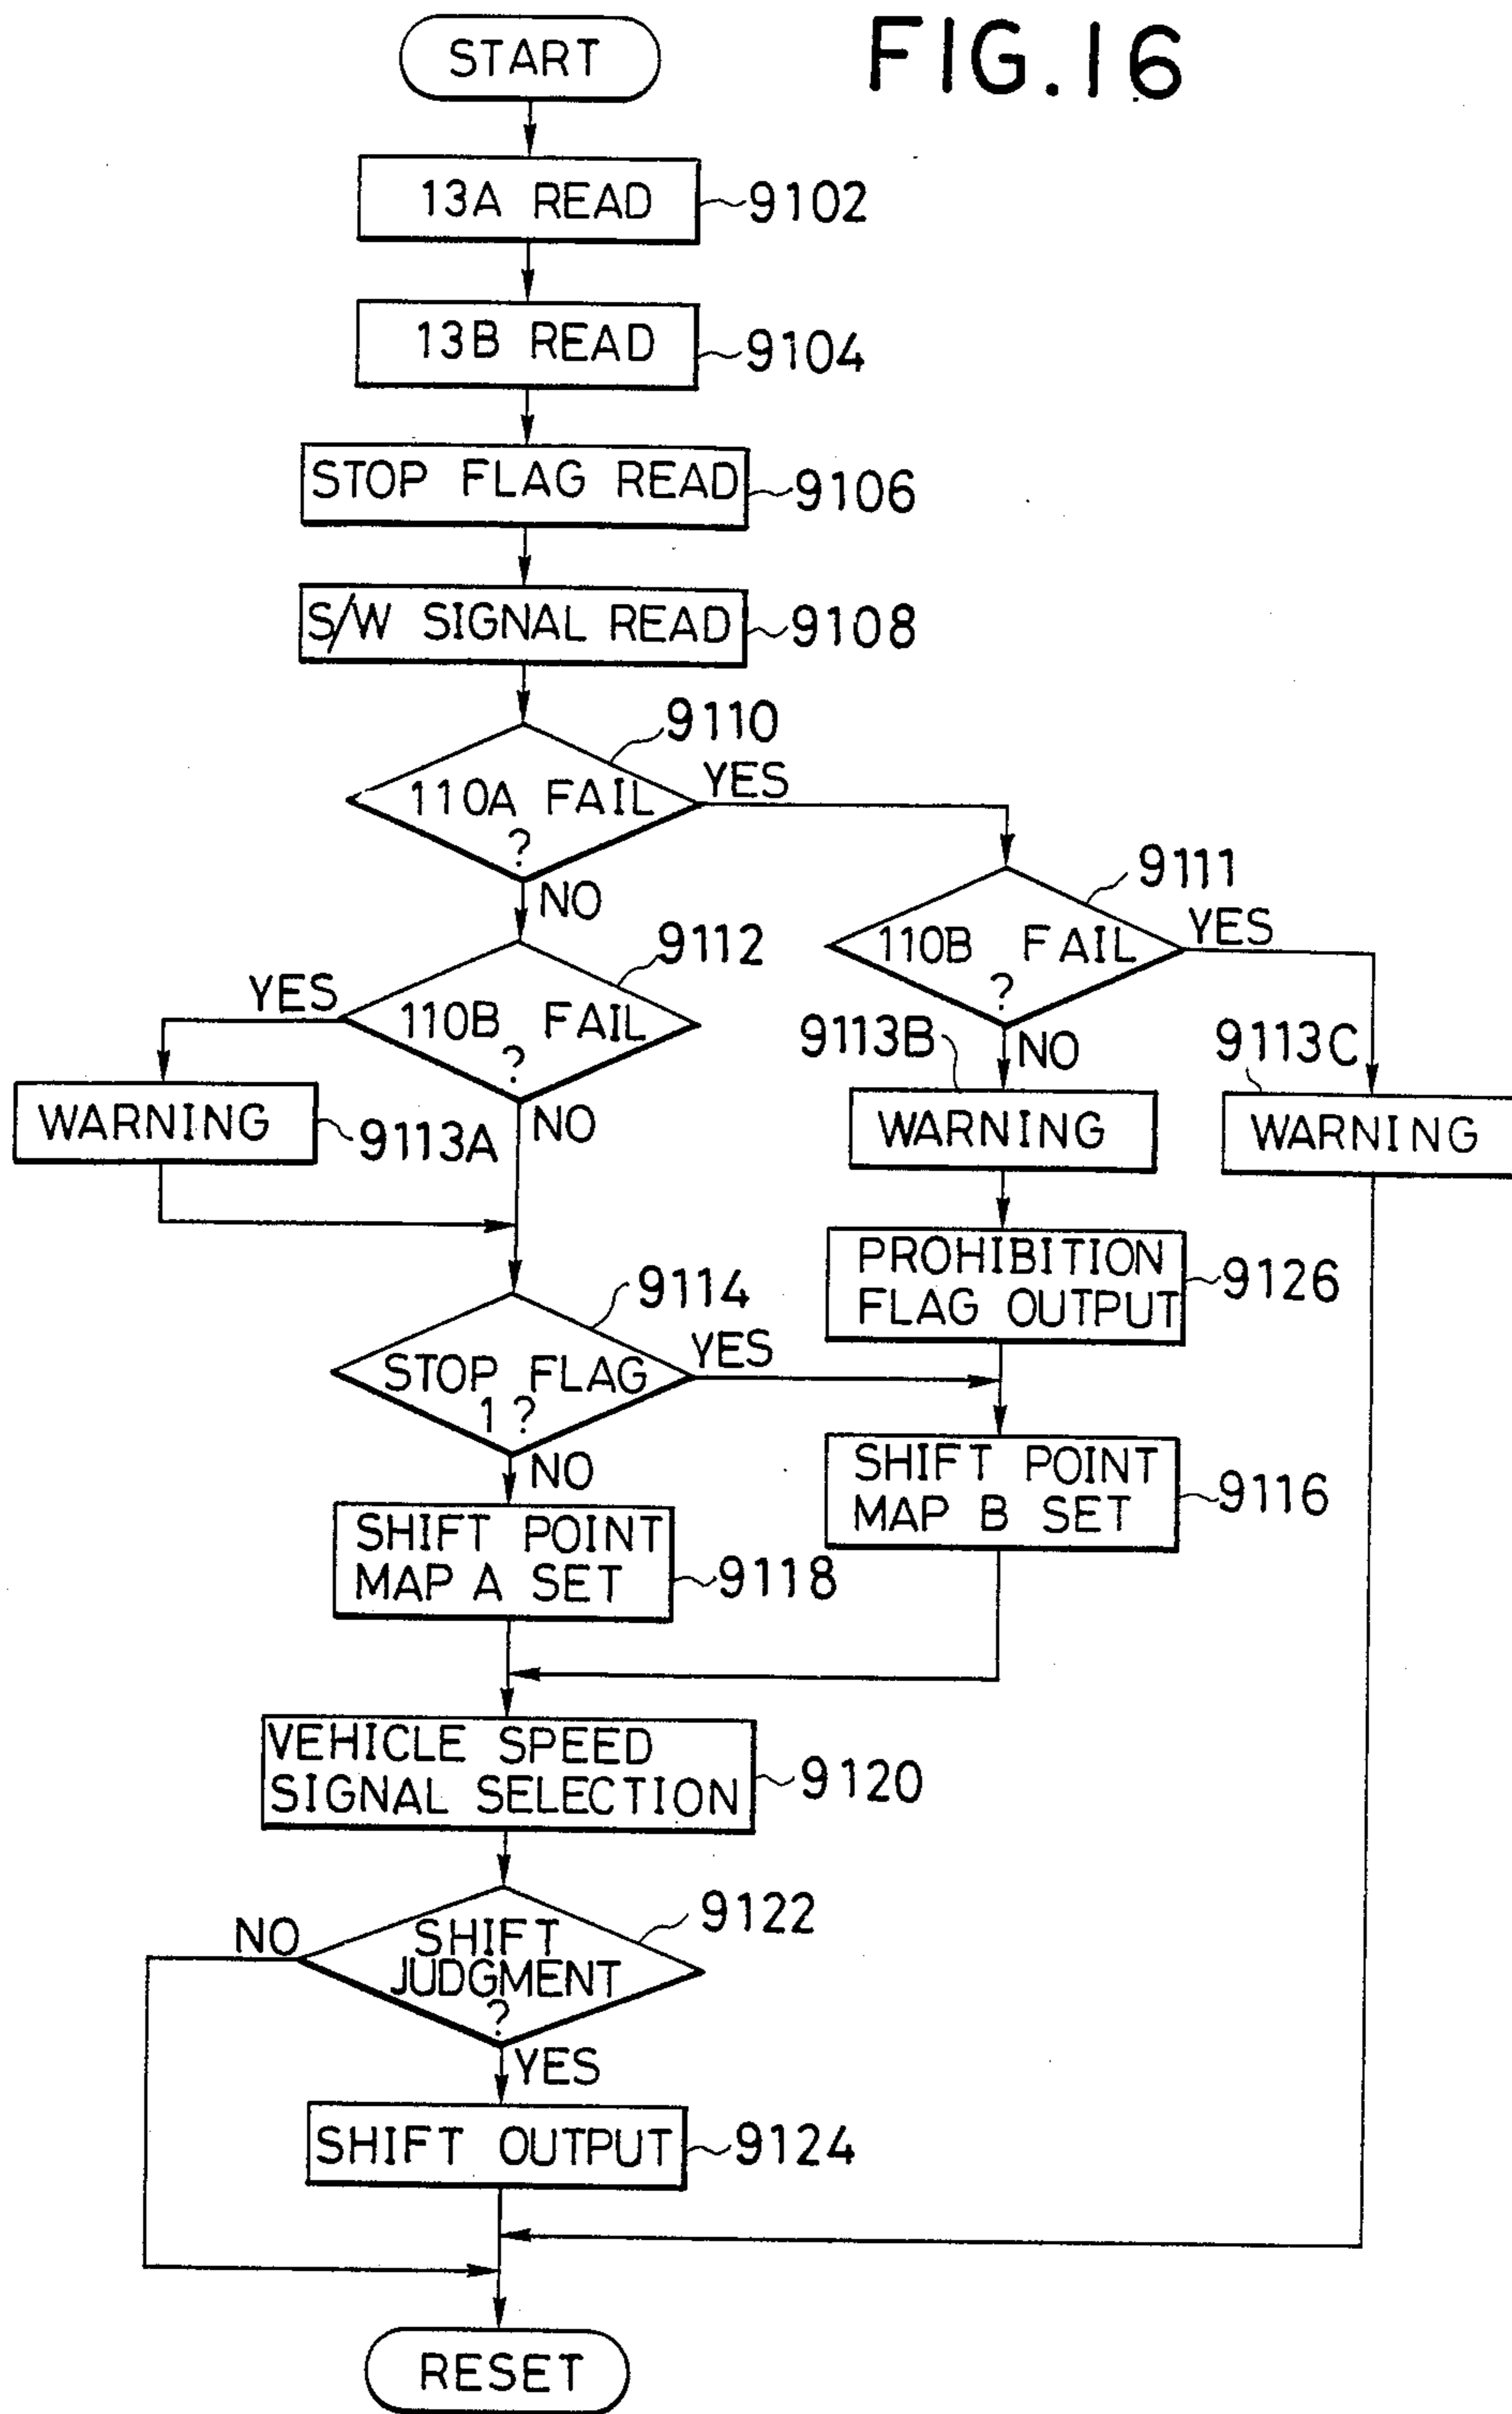 FIG.16
START
13A READ
9102
13B READ
9104
STOP FLAG READ
9106
S/W SIGNAL READ
9108
9110
110A FAIL
?
YES
NO
9111
110B FAIL
?
YES
NO
9112
YES
110B FAIL
?
NO
WARNING
9113A
9113B
WARNING
9113C
WARNING
PROHIBITION
FLAG OUTPUT
9126
9114
STOP FLAG
1 ?
YES
NO
SHIFT POINT
MAP B SET
9116
SHIFT POINT
MAP A SET
9118
VEHICLE SPEED
SIGNAL SELECTION
9120
9122
NO
SHIFT
JUDGMENT
?
YES
SHIFT OUTPUT
9124
RESET